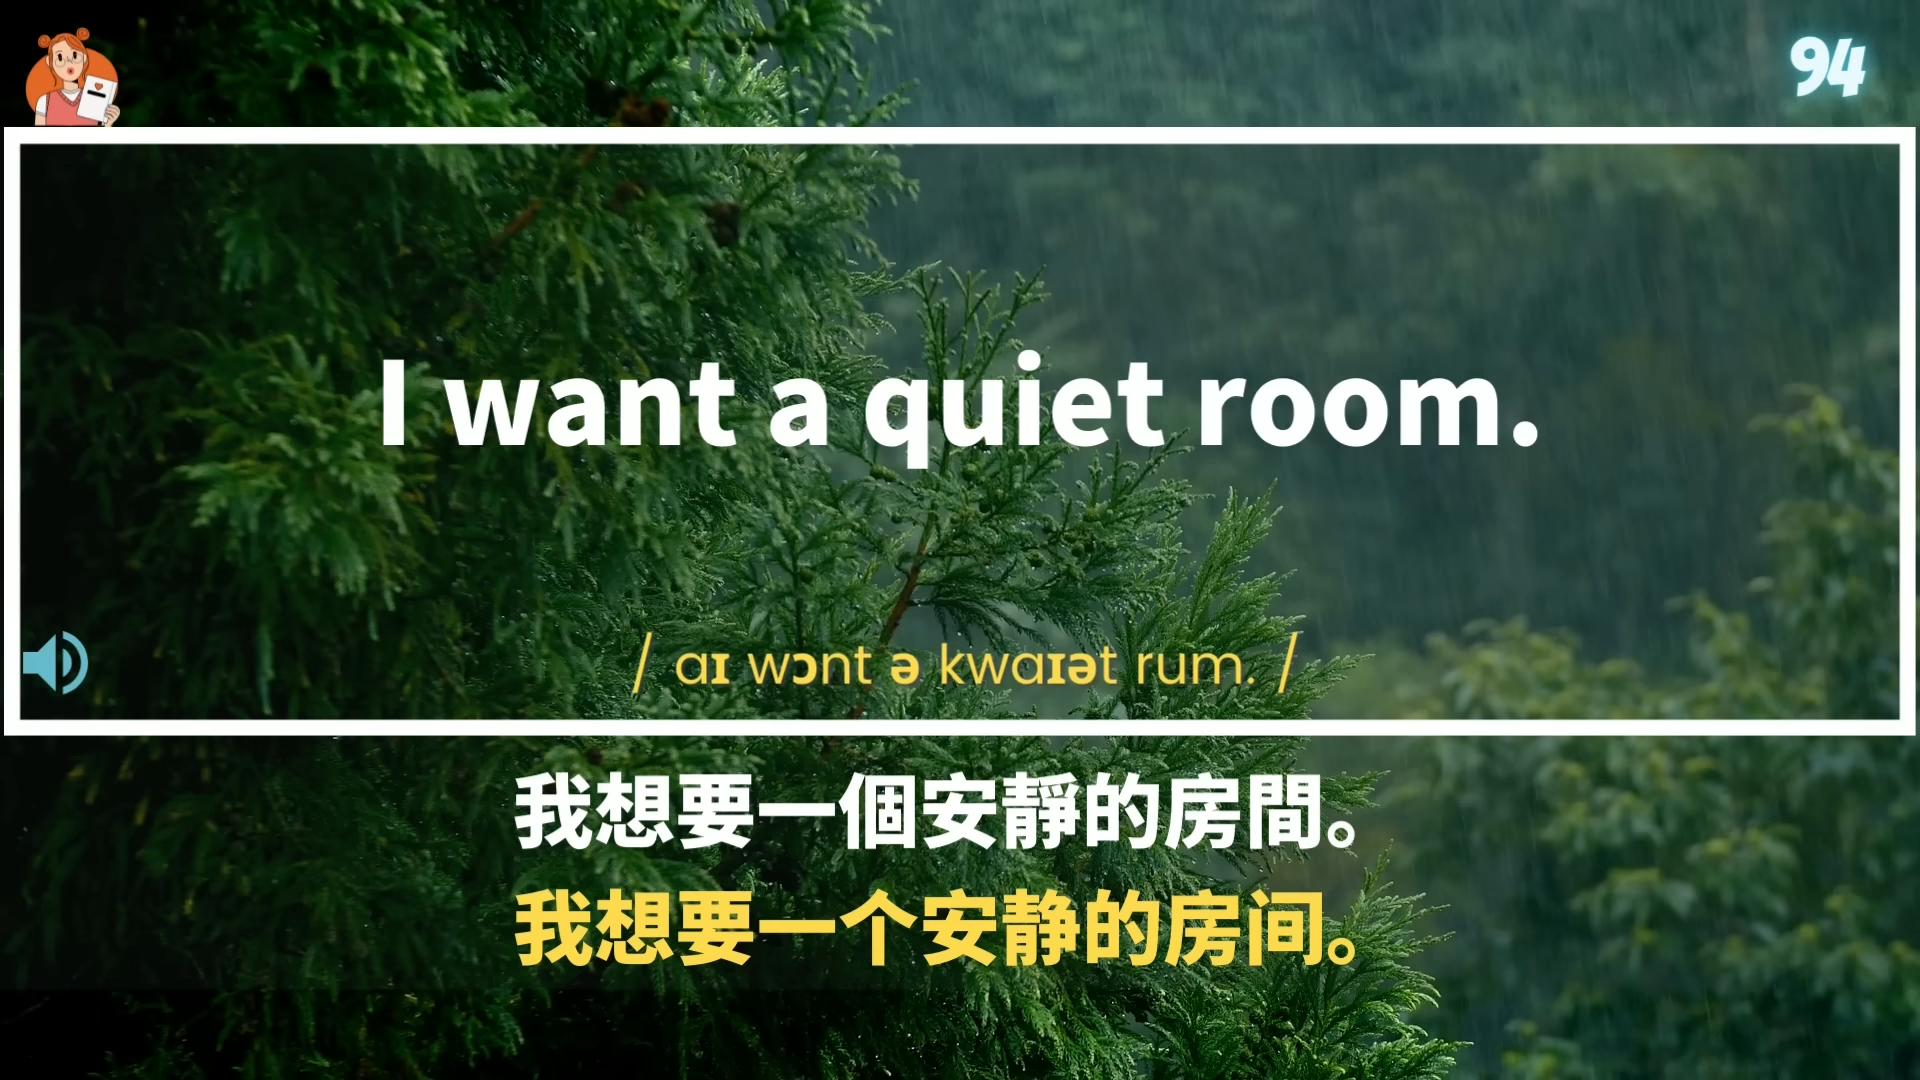 94
I want a quiet room.
/ aɪ wɔnt ə kwaɪət rum. /
我想要一個安靜的房間。
我想要一个安静的房间。